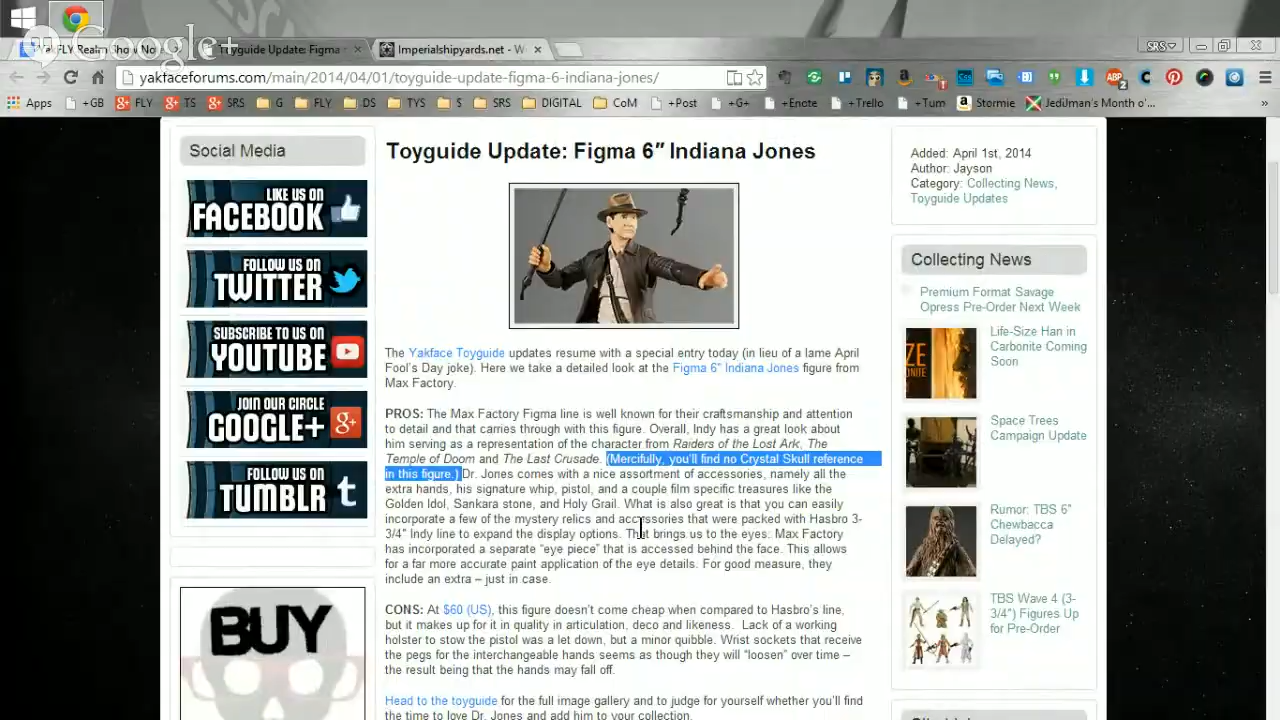 Google+
YakFLY Realm Show No
Toyguide Update: Figma
Imperialshipyards.net - W
SRS
yakfaceforums.com/main/2014/04/01/toyguide-update-figma-6-indiana-jones/
Apps
+GB
FLY
TS
SRS
G
FLY
DS
TYS
S
SRS
DIGITAL
CoM
+Post
+G+
+Enote
+Trello
+Tum
Stormie
JediJman's Month o'...
»
Social Media
LIKE US ON
FACEBOOK
FOLLOW US ON
TWITTER
SUBSCRIBE TO US ON
YOUTUBE
JOIN OUR CIRCLE
GOOGLE+
FOLLOW US ON
TUMBLR
BUY
Toyguide Update: Figma 6″ Indiana Jones
The Yakface Toyguide updates resume with a special entry today (in lieu of a lame April
Fool's Day joke). Here we take a detailed look at the Figma 6" Indiana Jones figure from
Max Factory.
PROS: The Max Factory Figma line is well known for their craftsmanship and attention
to detail and that carries through with this figure. Overall, Indy has a great look about
him serving as a representation of the character from Raiders of the Lost Ark, The
Temple of Doom and The Last Crusade. (Mercifully, you'll find no Crystal Skull reference
in this figure.) Dr. Jones comes with a nice assortment of accessories, namely all the
extra hands, his signature whip, pistol, and a couple film specific treasures like the
Golden Idol, Sankara stone, and Holy Grail. What is also great is that you can easily
incorporate a few of the mystery relics and accessories that were packed with Hasbro 3-
3/4" Indy line to expand the display options. That brings us to the eyes: Max Factory
has incorporated a separate "eye piece" that is accessed behind the face. This allows
for a far more accurate paint application of the eye details. For good measure, they
include an extra – just in case.
CONS: At $60 (US), this figure doesn't come cheap when compared to Hasbro's line,
but it makes up for it in quality in articulation, deco and likeness. Lack of a working
holster to stow the pistol was a let down, but a minor quibble. Wrist sockets that receive
the pegs for the interchangeable hands seems as though they will "loosen" over time –
the result being that the hands may fall off.
Head to the toyguide for the full image gallery and to judge for yourself whether you'll find
the time to love Dr. Jones and add him to your collection.
Added: April 1st, 2014
Author: Jayson
Category: Collecting News,
Toyguide Updates
Collecting News
Premium Format Savage
Opress Pre-Order Next Week
Life-Size Han in
Carbonite Coming
Soon
Space Trees
Campaign Update
Rumor: TBS 6"
Chewbacca
Delayed?
TBS Wave 4 (3-
3/4") Figures Up
for Pre-Order